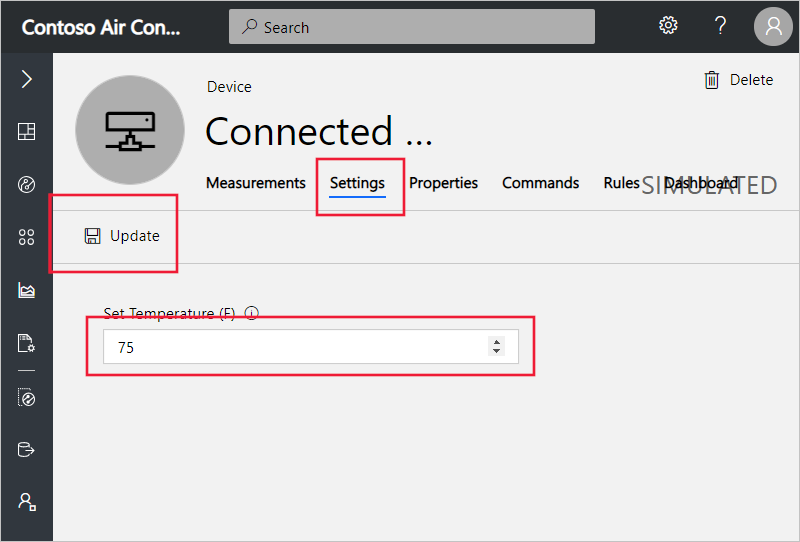 Contoso Air Con...
Search
?
Device
Delete
Connected ...
Measurements
Settings
Properties
Commands
Rules
Dashboard
SIMULATED
Update
Set Temperature (F)
75